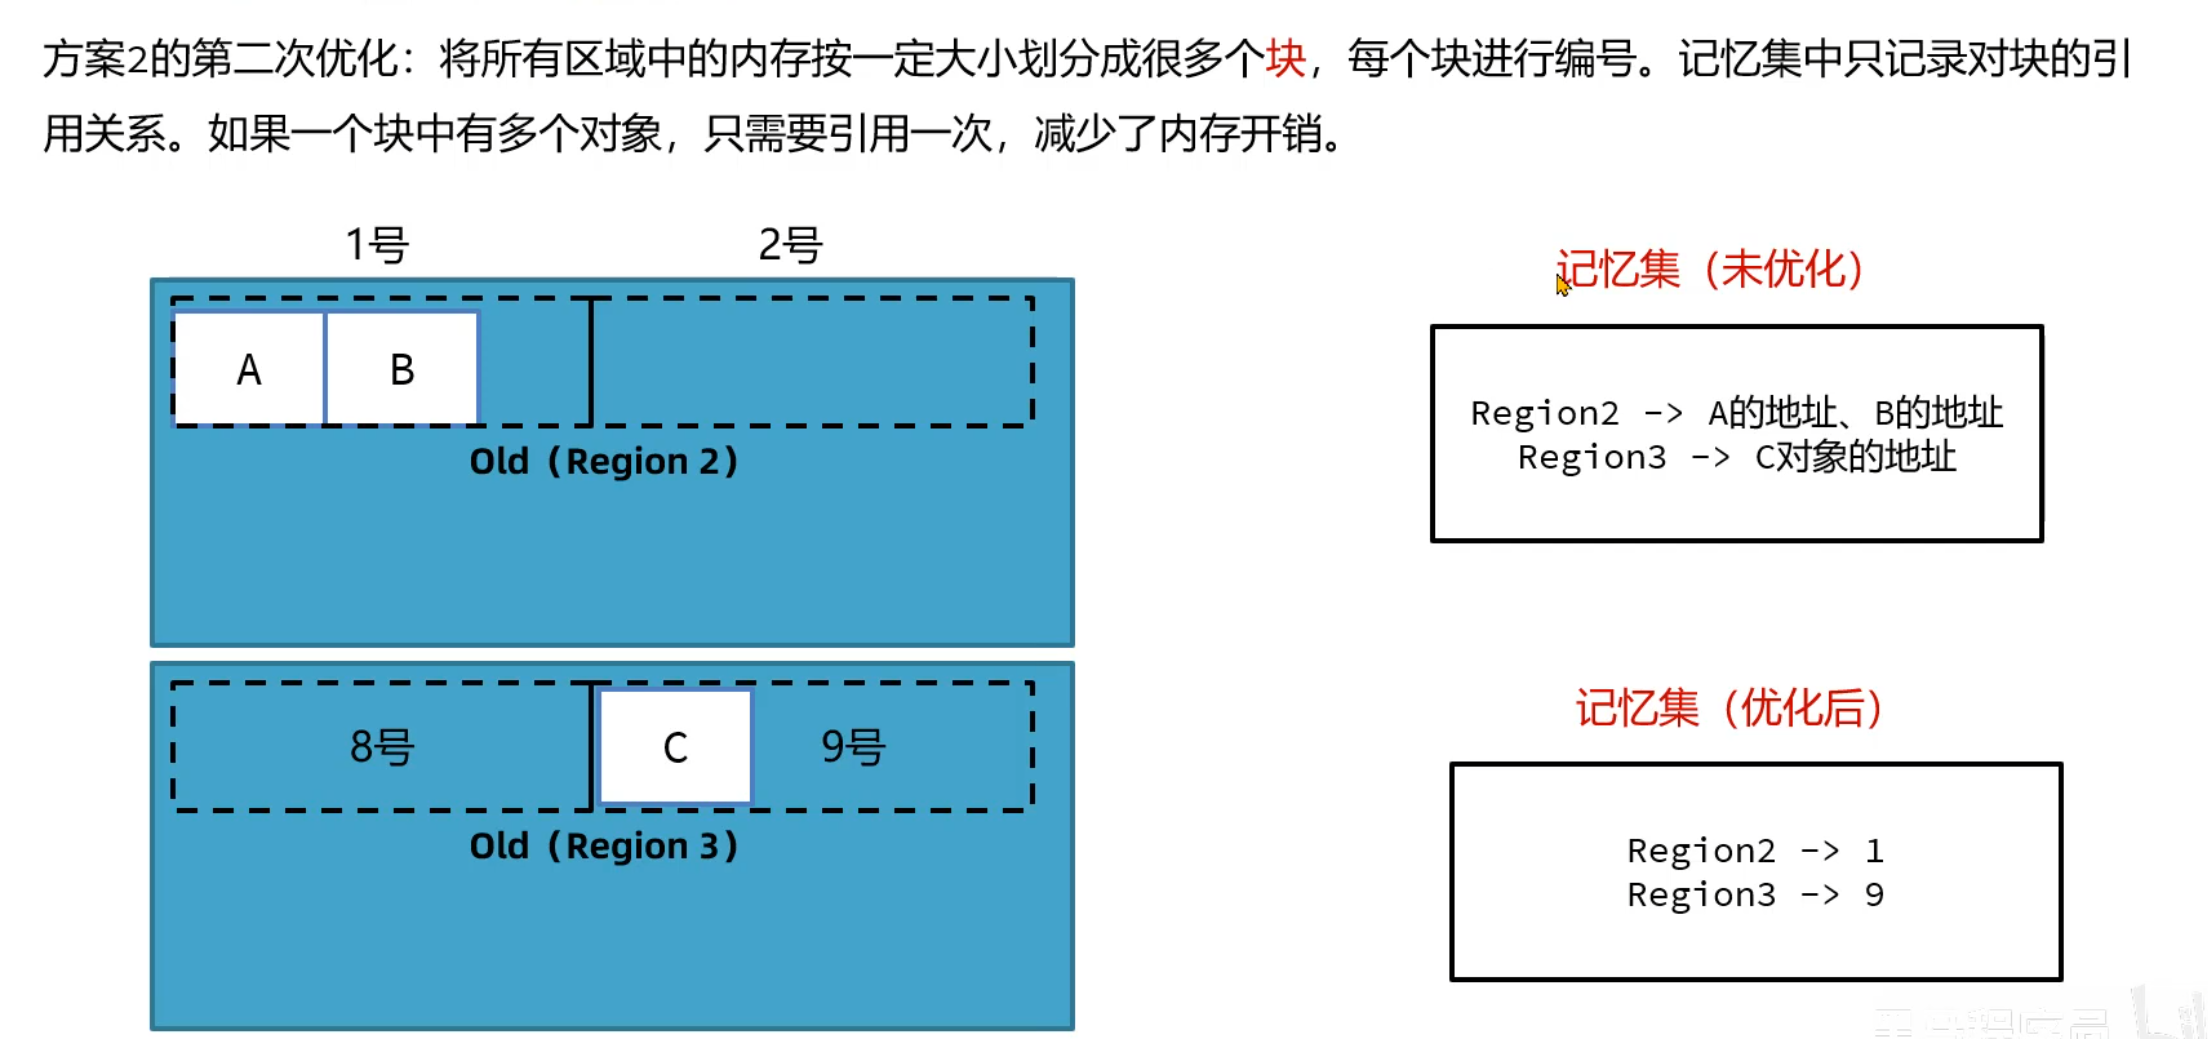 方案2的第二次优化：将所有区域中的内存按一定大小划分成很多个块，每个块进行编号。记忆集中只记录对块的引
用关系。如果一个块中有多个对象，只需要引用一次，减少了内存开销。
1号
2号
A
B
Old（Region 2）
8号
C
9号
Old（Region 3）
记忆集（未优化）
Region2 -> A的地址、B的地址
Region3 -> C对象的地址
记忆集（优化后）
Region2 -> 1
Region3 -> 9